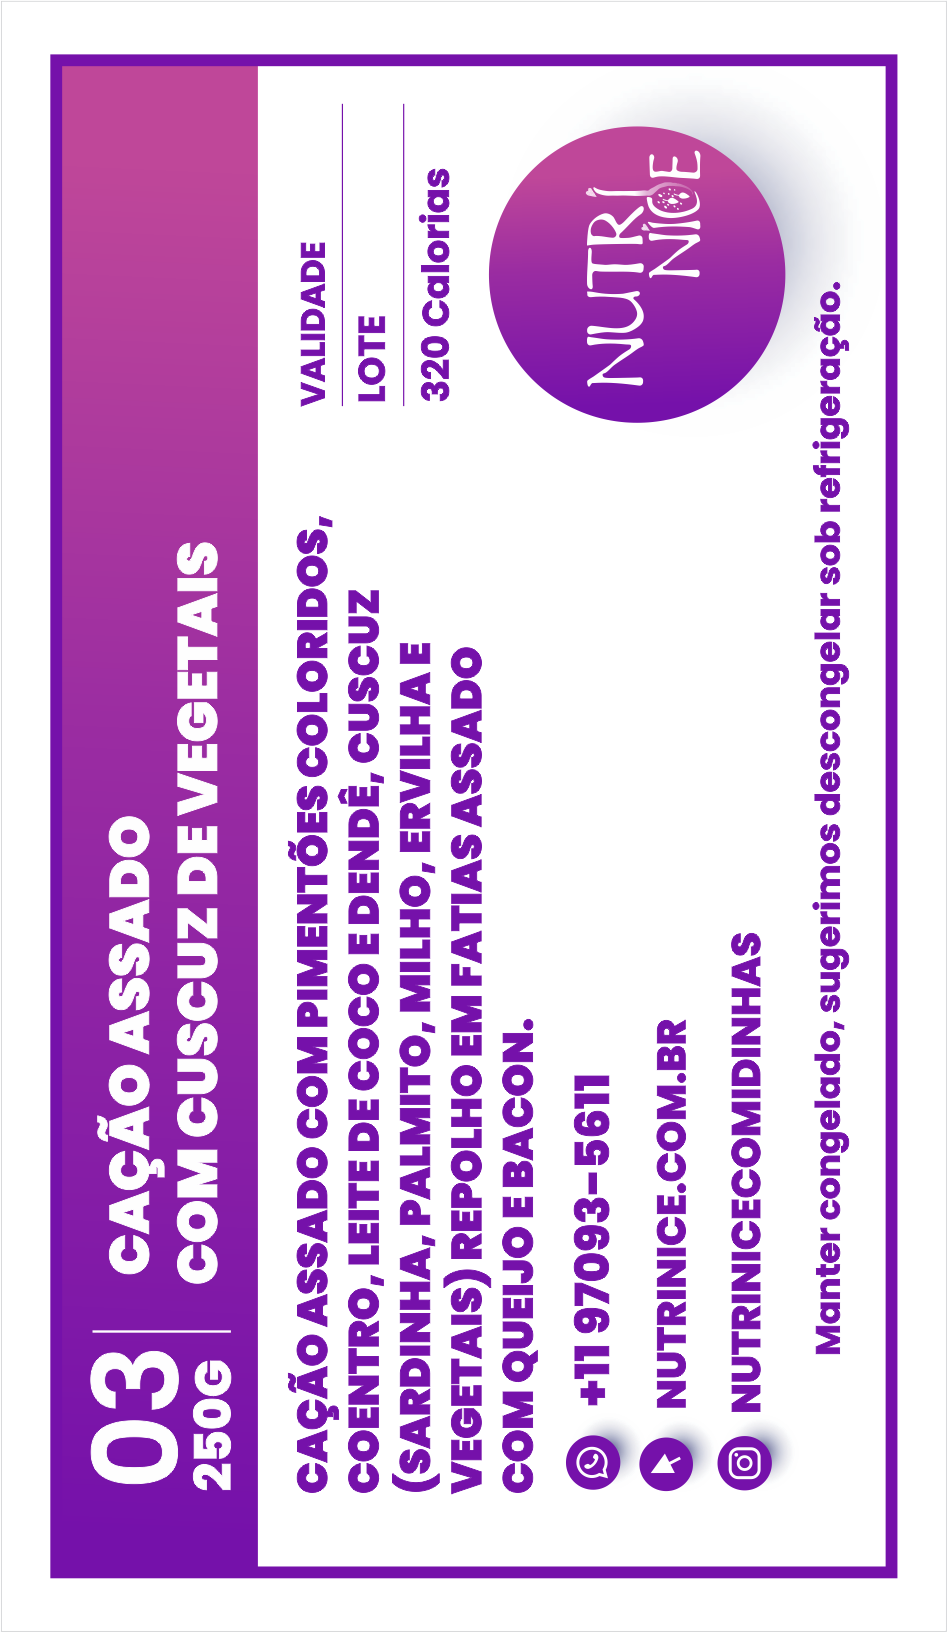 03
250G
CAÇÃO ASSADO
COM CUSCUZ DE VEGETAIS
CAÇÃO ASSADO COM PIMENTÕES COLORIDOS,
COENTRO, LEITE DE COCO E DENDÊ, CUSCUZ
(SARDINHA, PALMITO, MILHO, ERVILHA E
VEGETAIS) REPOLHO EM FATIAS ASSADO
COM QUEIJO E BACON.
VALIDADE
LOTE
320 Calorias
+11 97093-5611
NUTRINICE.COM.BR
NUTRINICECOMIDINHAS
NUTRÍ
NICE
Manter congelado, sugerimos descongelar sob refrigeração.